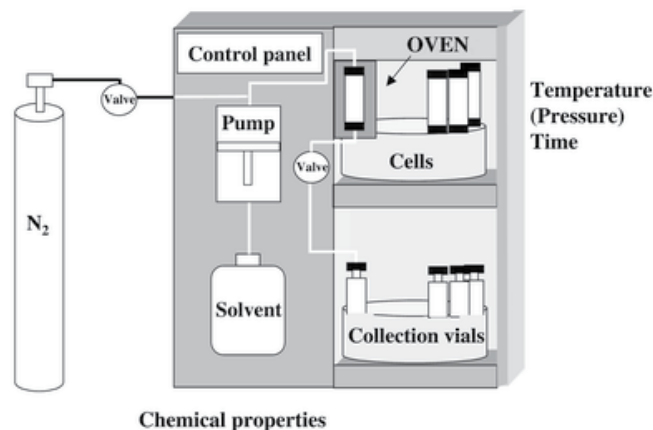 Control panel
OVEN
Valve
Pump
Temperature
(Pressure)
Time
Valve
Cells
N₂
Solvent
Collection vials
Chemical properties